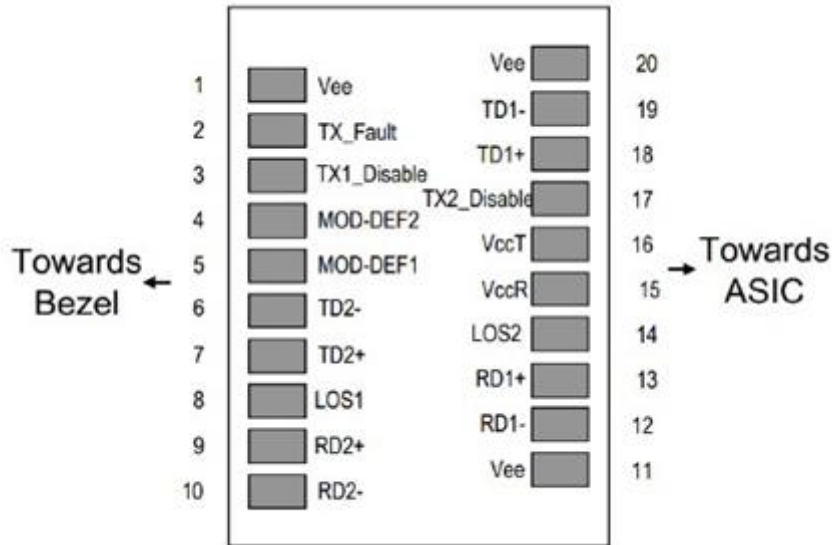 1 Vee
2 TX_Fault
3 TX1_Disable
4 MOD-DEF2
5 MOD-DEF1
6 TD2-
7 TD2+
8 LOS1
9 RD2+
10 RD2-
Vee 20
TD1- 19
TD1+ 18
TX2_Disable 17
VccT 16
VccR 15
LOS2 14
RD1+ 13
RD1- 12
Vee 11
Towards
Bezel
Towards
ASIC